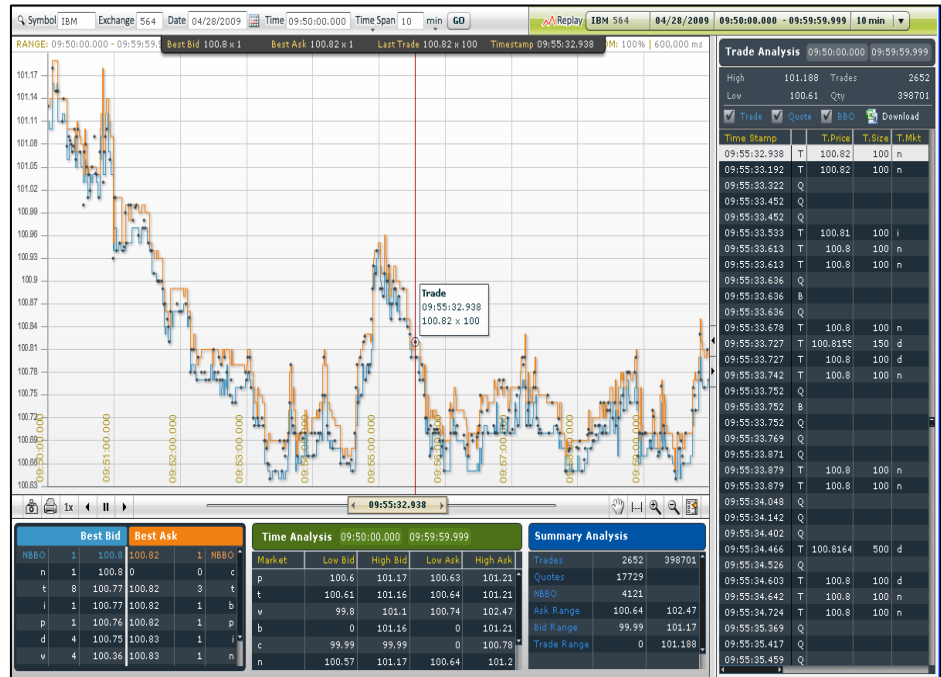 Symbol IBM Exchange 564 Date 04/28/2009 Time 09:50:00.000 Time Span 10 min GO
Replay IBM 564 04/28/2009 09:50:00.000 - 09:59:59.999 10 min
RANGE: 09:50:00.000 - 09:59:59.9 Best Bid 100.8 x 1 Best Ask 100.82 x 1 Last Trade 100.82 x 100 Timestamp 09:55:32.938 OM: 100% | 600,000 ms
101.17
101.14
101.11
101.08
101.05
101.02
100.99
100.96
100.93
100.9
100.87
100.84
100.81
100.78
100.75
100.72
100.69
100.66
100.63
Trade
09:55:32.938
100.82 x 100
09:50:00.000
09:51:00.000
09:52:00.000
09:53:00.000
09:55:00.000
09:57:00.000
1x 09:55:32.938
Best Bid Best Ask
NBBO 1 100.8 100.82 1 NBBO
n 1 100.8 0 0 c
t 8 100.77 100.82 3 t
i 1 100.77 100.82 1 b
p 1 100.76 100.82 1 p
d 4 100.75 100.83 1 i
v 4 100.36 100.83 1 n
Time Analysis 09:50:00.000 09:59:59.999
Market Low Bid High Bid Low Ask High Ask
p 100.6 101.17 100.63 101.21
t 100.61 101.16 100.64 101.21
v 99.8 101.1 100.74 102.47
b 0 101.16 0 101.21
c 99.99 99.99 0 100.78
n 100.57 101.17 100.64 101.2
Summary Analysis
Trades 2652 398701
Quotes 17729
NBBO 4121
Ask Range 100.64 102.47
Bid Range 99.99 101.17
Trade Range 0 101.188
Trade Analysis 09:50:00.000 09:59:59.999
High 101.188 Trades 2652
Low 100.61 Qty 398701
Trade Quote BBO Download
Time Stamp T.Price T.Size T.Mkt
09:55:32.938 T 100.82 100 n
09:55:33.192 T 100.82 100 n
09:55:33.322 Q
09:55:33.452 Q
09:55:33.452 Q
09:55:33.533 T 100.81 100 i
09:55:33.613 T 100.8 100 n
09:55:33.613 T 100.8 100 n
09:55:33.636 Q
09:55:33.636 B
09:55:33.636 Q
09:55:33.678 T 100.8 100 n
09:55:33.727 T 100.8155 150 d
09:55:33.727 T 100.8 100 d
09:55:33.742 T 100.8 100 n
09:55:33.752 Q
09:55:33.752 B
09:55:33.752 Q
09:55:33.769 Q
09:55:33.871 Q
09:55:33.879 T 100.8 100 n
09:55:33.879 T 100.8 100 n
09:55:34.048 Q
09:55:34.142 Q
09:55:34.402 Q
09:55:34.466 T 100.8164 500 d
09:55:34.526 Q
09:55:34.603 T 100.8 100 d
09:55:34.642 T 100.8 100 n
09:55:34.724 T 100.8 100 n
09:55:35.369 Q
09:55:35.417 Q
09:55:35.459 Q